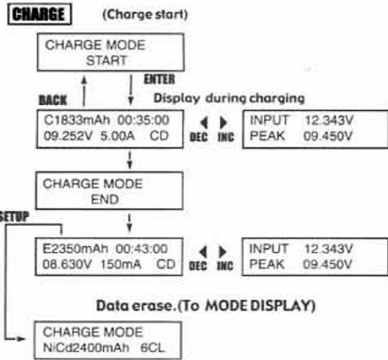 CHARGE (Charge start)
CHARGE MODE
START
ENTER
BACK
Display during charging
C1833mAh 00:35:00
09.252V 5.00A CD
DEC INC
INPUT 12.343V
PEAK 09.450V
CHARGE MODE
END
SETUP
E2350mAh 00:43:00
08.630V 150mA CD
DEC INC
INPUT 12.343V
PEAK 09.450V
Data erase.(To MODE DISPLAY)
CHARGE MODE
NiCd2400mAh 6CL